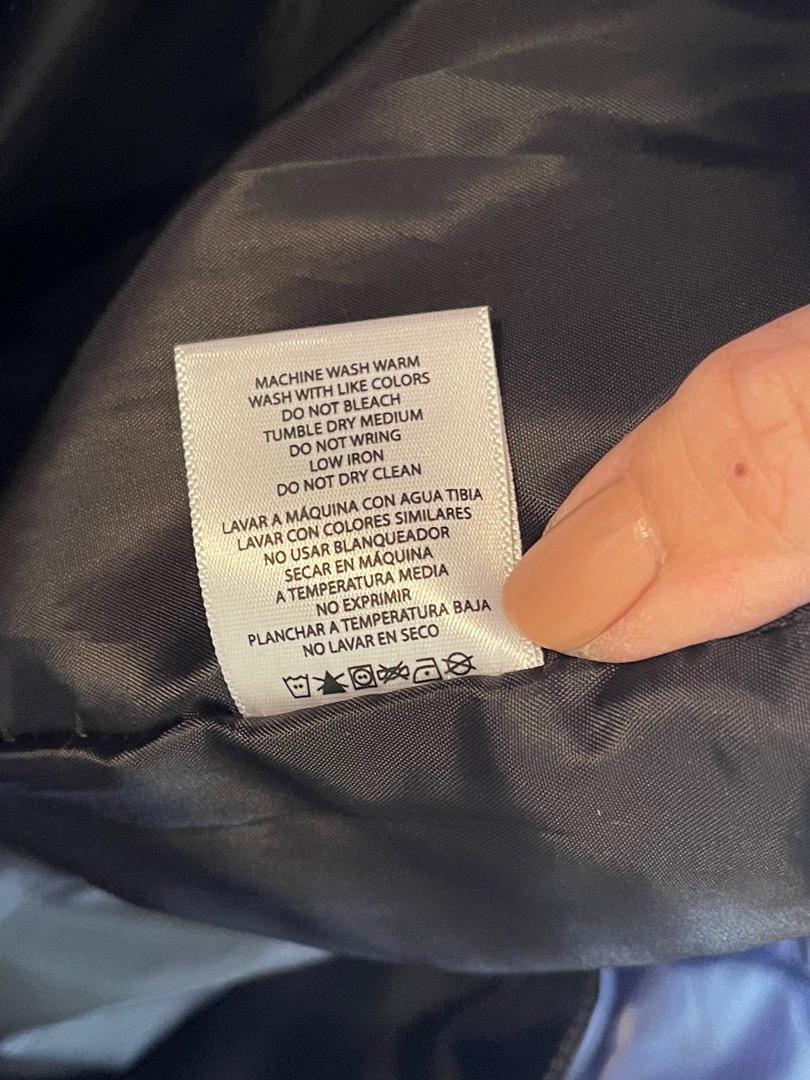 MACHINE WASH WARM
WASH WITH LIKE COLORS
DO NOT BLEACH
TUMBLE DRY MEDIUM
DO NOT WRING
LOW IRON
DO NOT DRY CLEAN
LAVAR A MÁQUINA CON AGUA TIBIA
LAVAR CON COLORES SIMILARES
NO USAR BLANQUEADOR
SECAR EN MÁQUINA
A TEMPERATURA MEDIA
NO EXPRIMIR
PLANCHAR A TEMPERATURA BAJA
NO LAVAR EN SECO